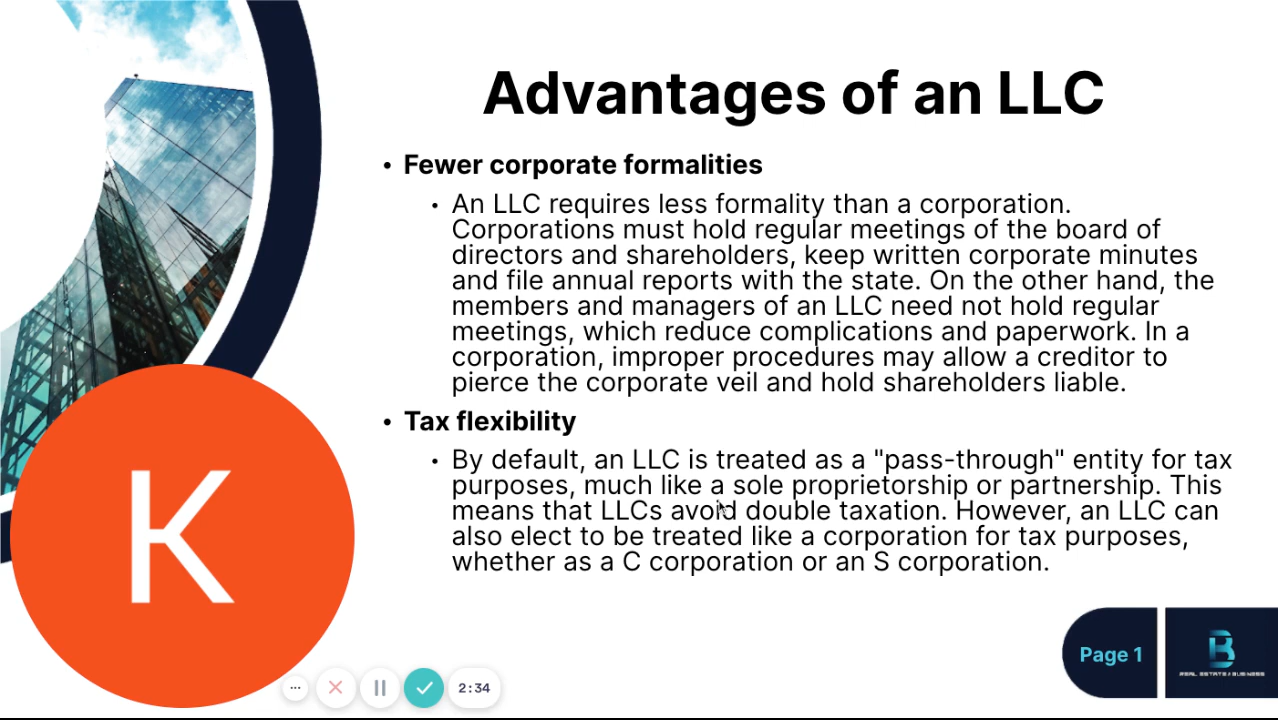 Advantages of an LLC
• Fewer corporate formalities
• An LLC requires less formality than a corporation.
Corporations must hold regular meetings of the board of
directors and shareholders, keep written corporate minutes
and file annual reports with the state. On the other hand, the
members and managers of an LLC need not hold regular
meetings, which reduce complications and paperwork. In a
corporation, improper procedures may allow a creditor to
pierce the corporate veil and hold shareholders liable.
• Tax flexibility
• By default, an LLC is treated as a "pass-through" entity for tax
purposes, much like a sole proprietorship or partnership. This
means that LLCs avoid double taxation. However, an LLC can
also elect to be treated like a corporation for tax purposes,
whether as a C corporation or an S corporation.
K
2:34
Page 1
B
REAL ESTATE & BUSINESS